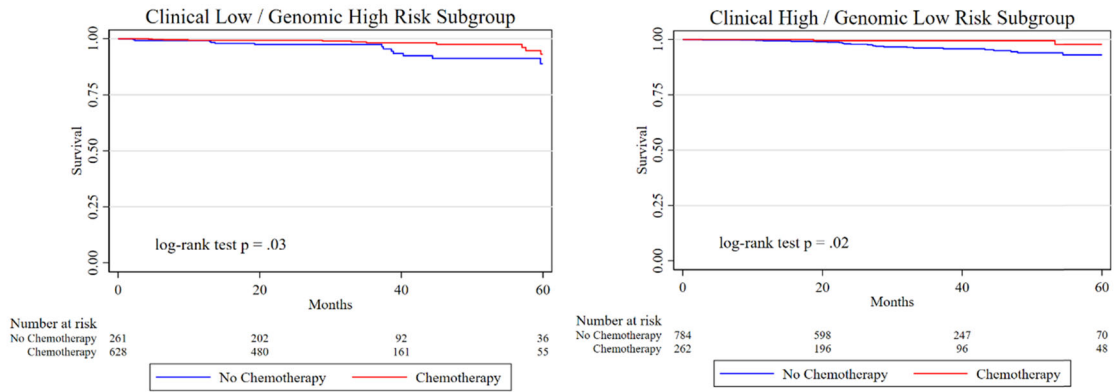 Clinical Low / Genomic High Risk Subgroup
1.00
0.75
0.50
0.25
0.00
Survival
log-rank test p = .03
0 20 40 60
Months
Number at risk
No Chemotherapy 261 202 92 36
Chemotherapy 628 480 161 55
No Chemotherapy Chemotherapy
Clinical High / Genomic Low Risk Subgroup
1.00
0.75
0.50
0.25
0.00
Survival
log-rank test p = .02
0 20 40 60
Months
Number at risk
No Chemotherapy 784 598 247 70
Chemotherapy 262 196 96 48
No Chemotherapy Chemotherapy